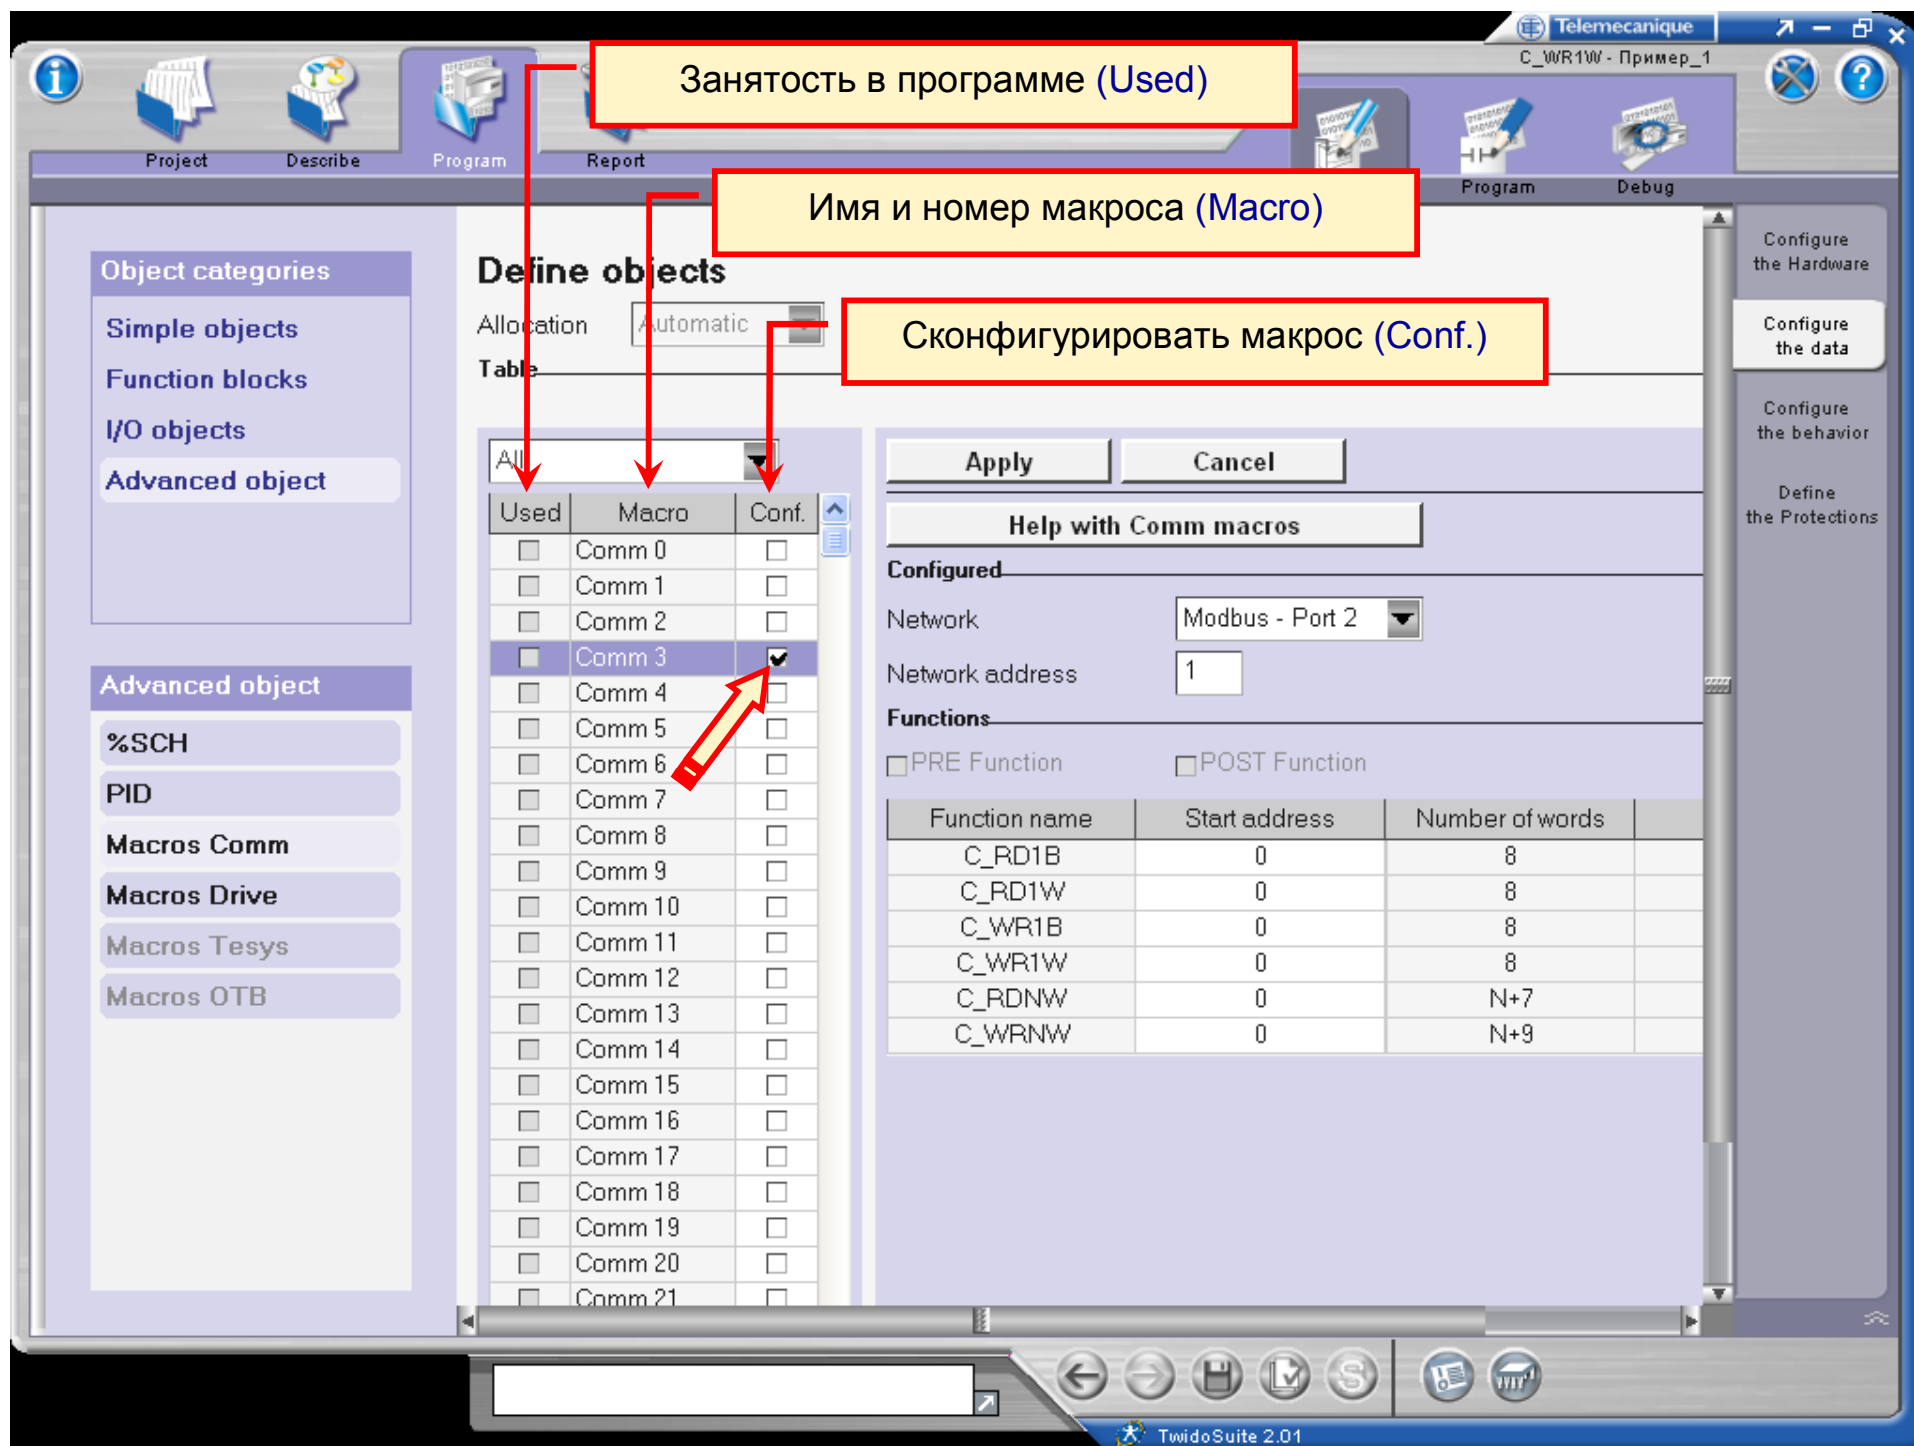 Telemecanique
C_WR1W - Пример_1
Занятость в программе (Used)
Project
Describe
Program
Report
Program
Debug
Имя и номер макроса (Macro)
Object categories
Simple objects
Function blocks
I/O objects
Advanced object
Define objects
Allocation
Automatic
Сконфигурировать макрос (Conf.)
Table
Configure
the Hardware
Configure
the data
Configure
the behavior
Define
the Protections
All
Used Macro Conf.
Comm 0
Comm 1
Comm 2
Comm 3
Comm 4
Comm 5
Comm 6
Comm 7
Comm 8
Comm 9
Comm 10
Comm 11
Comm 12
Comm 13
Comm 14
Comm 15
Comm 16
Comm 17
Comm 18
Comm 19
Comm 20
Comm 21
Apply Cancel
Help with Comm macros
Configured
Network Modbus - Port 2
Network address 1
Functions
PRE Function POST Function
Function name Start address Number of words
C_RD1B 0 8
C_RD1W 0 8
C_WR1B 0 8
C_WR1W 0 8
C_RDNW 0 N+7
C_WRNW 0 N+9
Advanced object
%SCH
PID
Macros Comm
Macros Drive
Macros Tesys
Macros OTB
TwidoSuite 2.01